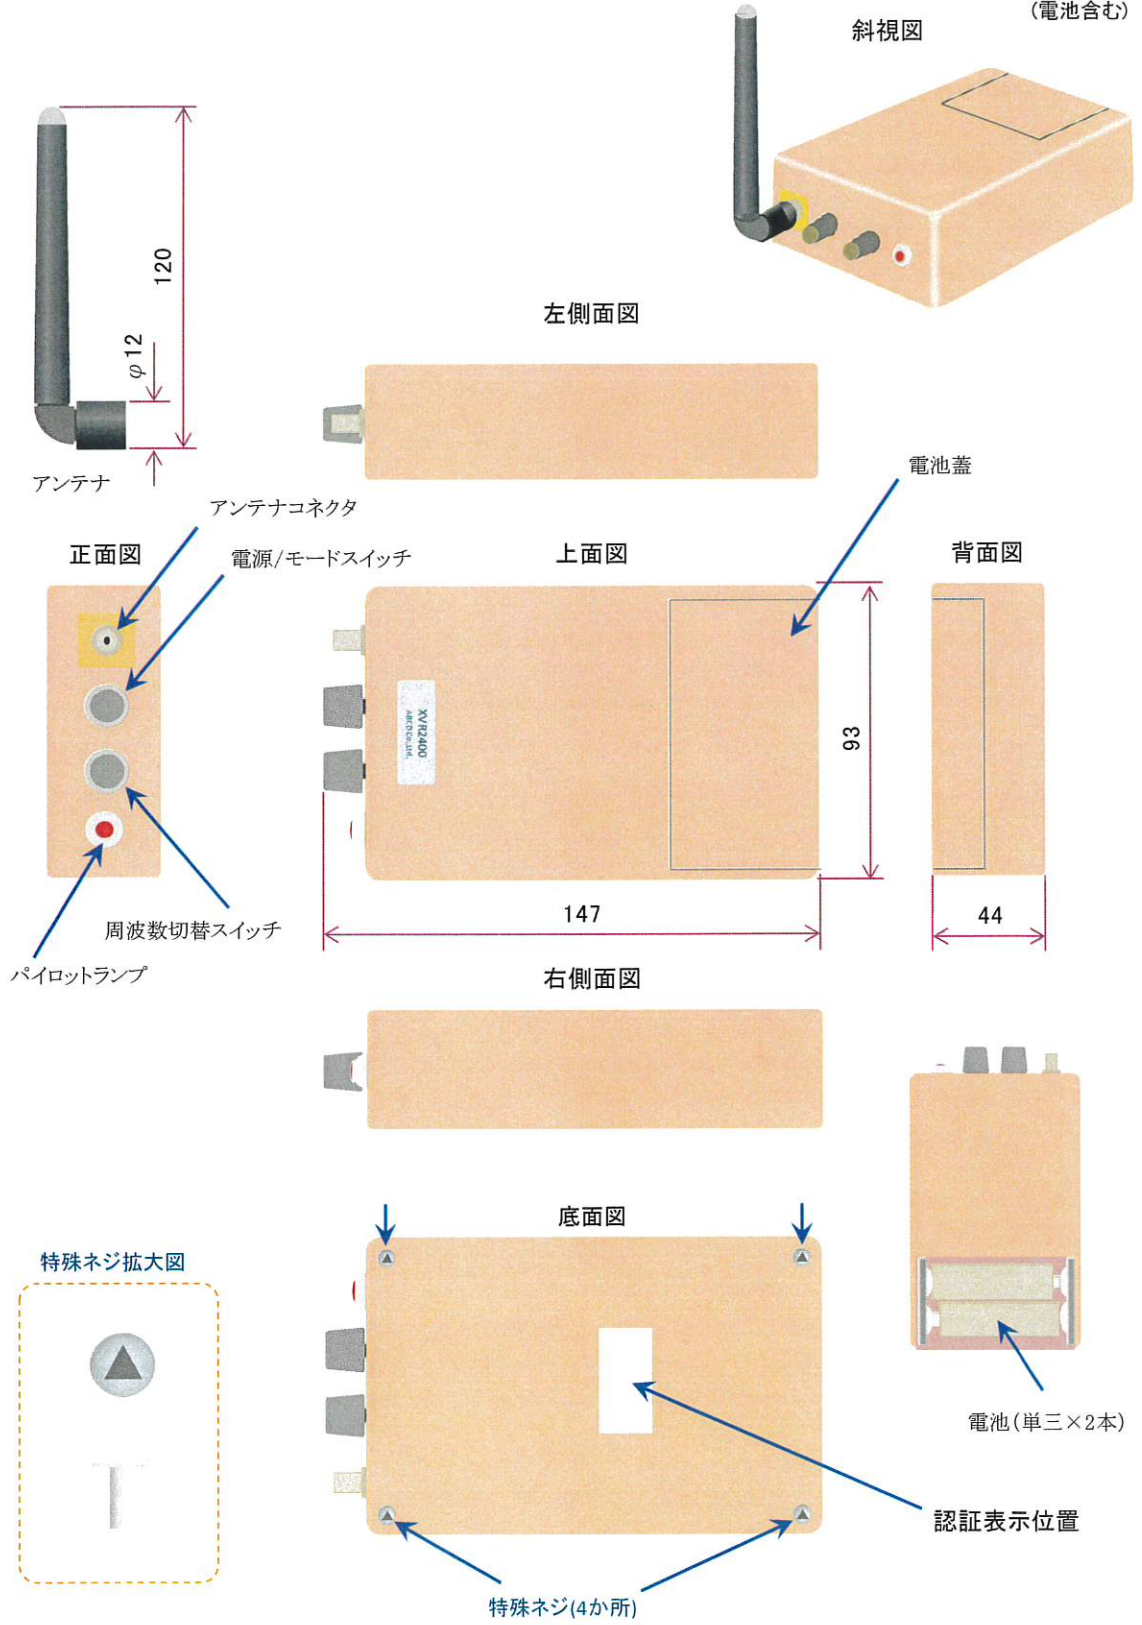 (電池含む)
斜視図
120
φ12
アンテナ
左側面図
電池蓋
アンテナコネクタ
電源/モードスイッチ
正面図
上面図
背面図
XVR2400
ABCD Co.,Ltd.
93
147
44
周波数切替スイッチ
パイロットランプ
右側面図
底面図
特殊ネジ拡大図
電池(単三×2本)
認証表示位置
特殊ネジ(4か所)